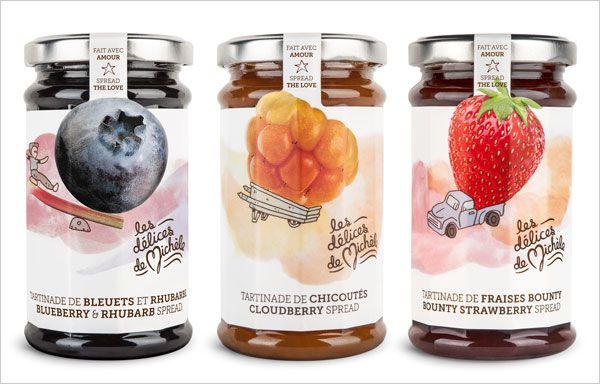 FAIT AVEC
AMOUR
SPREAD
THE LOVE
les
délices
de Michèle
TARTINADE DE BLEUETS ET RHUBARBE
BLUEBERRY & RHUBARB SPREAD
FAIT AVEC
AMOUR
SPREAD
THE LOVE
les
délices
de Michèle
TARTINADE DE CHICOUTÉS
CLOUDBERRY SPREAD
FAIT AVEC
AMOUR
SPREAD
THE LOVE
les
délices
de Michèle
TARTINADE DE FRAISES BOUNTY
BOUNTY STRAWBERRY SPREAD